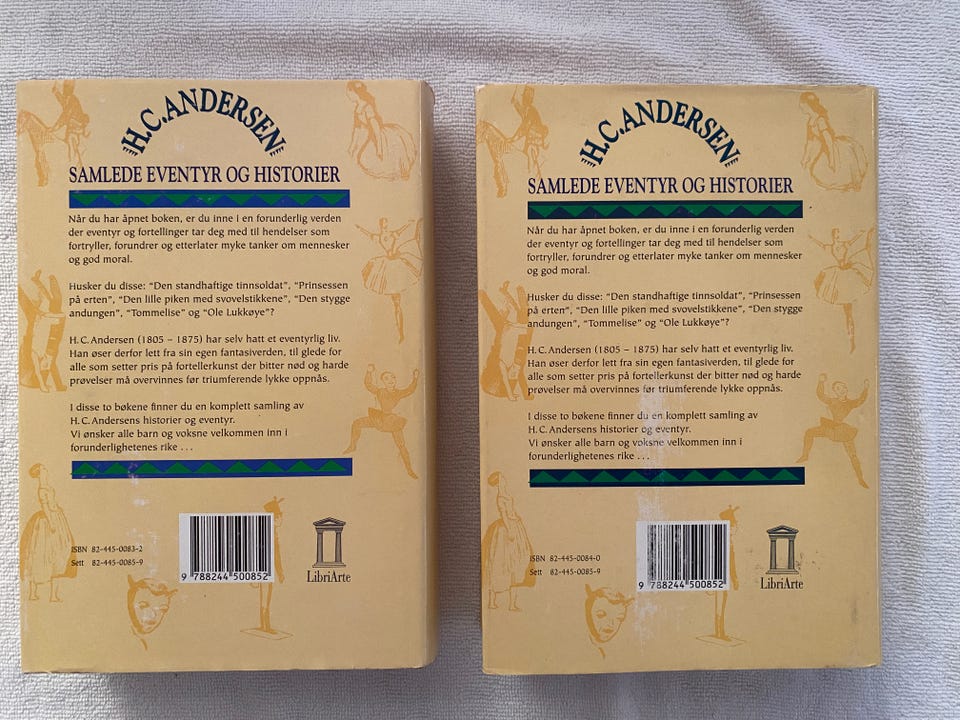 H.C.ANDERSEN
SAMLEDE EVENTYR OG HISTORIER
Når du har åpnet boken, er du inne i en forunderlig verden
der eventyr og fortellinger tar deg med til hendelser som
fortryller, forundrer og etterlater myke tanker om mennesker
og god moral.
Husker du disse: "Den standhaftige tinnsoldat", "Prinsessen
på erten", "Den lille piken med svovelstikkene", "Den stygge
andungen", "Tommelise" og "Ole Lukkøye"?
H. C. Andersen (1805 – 1875) har selv hatt et eventyrlig liv.
Han øser derfor lett fra sin egen fantasiverden, til glede for
alle som setter pris på fortellerkunst der bitter nød og harde
prøvelser må overvinnes før triumferende lykke oppnås.
I disse to bøkene finner du en komplett samling av
H. C. Andersens historier og eventyr.
Vi ønsker alle barn og voksne velkommen inn i
forunderlighetenes rike . . .
ISBN 82-445-0083-2
Sett 82-445-0085-9
9 788244 500852
LibriArte
H.C.ANDERSEN
SAMLEDE EVENTYR OG HISTORIER
Når du har åpnet boken, er du inne i en forunderlig verden
der eventyr og fortellinger tar deg med til hendelser som
fortryller, forundrer og etterlater myke tanker om mennesker
og god moral.
Husker du disse: "Den standhaftige tinnsoldat", "Prinsessen
på erten", "Den lille piken med svovelstikkene", "Den stygge
andungen", "Tommelise" og "Ole Lukkøye"?
H. C. Andersen (1805 – 1875) har selv hatt et eventyrlig liv.
Han øser derfor lett fra sin egen fantasiverden, til glede for
alle som setter pris på fortellerkunst der bitter nød og harde
prøvelser må overvinnes før triumferende lykke oppnås.
I disse to bøkene finner du en komplett samling av
H. C. Andersens historier og eventyr.
Vi ønsker alle barn og voksne velkommen inn i
forunderlighetenes rike . . .
ISBN 82-445-0084-0
Sett 82-445-0085-9
9 788244 500852
LibriArte